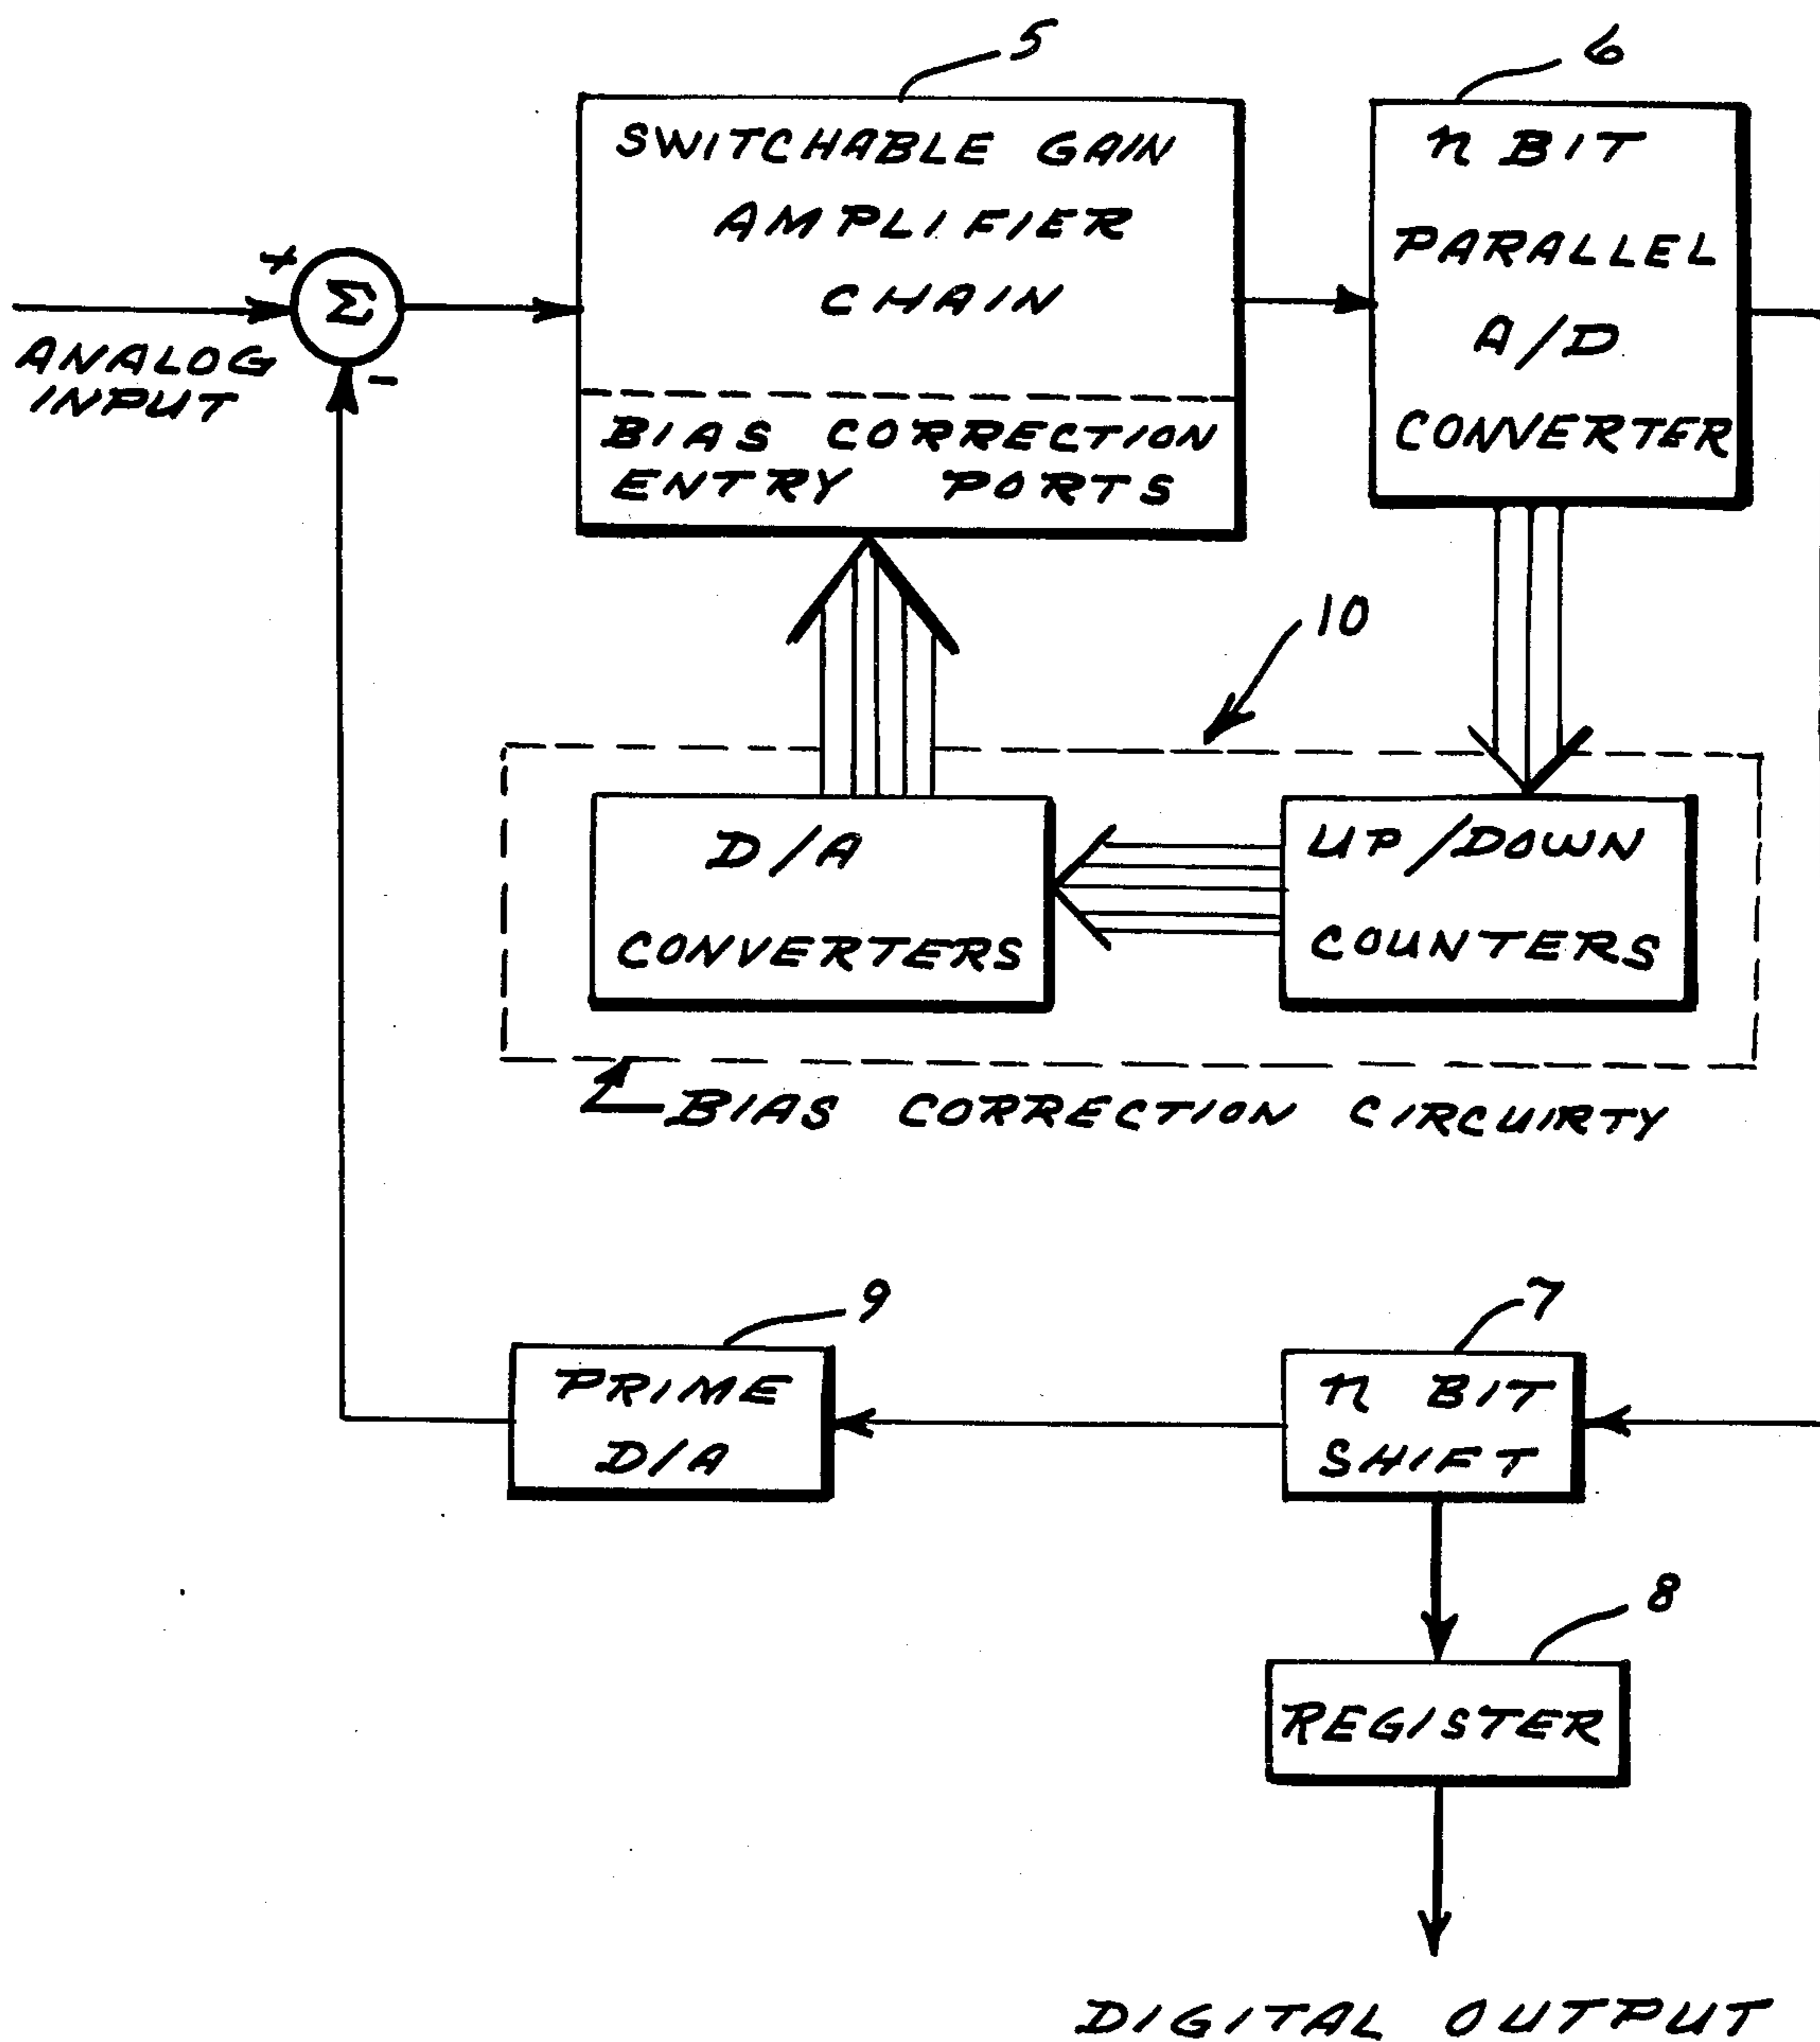 5
6
SWITCHABLE GAIN
AMPLIFIER
CHAIN
BIAS CORRECTION
ENTRY PORTS
n BIT
PARALLEL
A/D
CONVERTER
+
Σ
-
ANALOG
INPUT
10
D/A
CONVERTERS
UP/DOWN
COUNTERS
BIAS CORRECTION CIRCUIRTY
9
PRIME
D/A
7
n BIT
SHIFT
8
REGISTER
DIGITAL OUTPUT